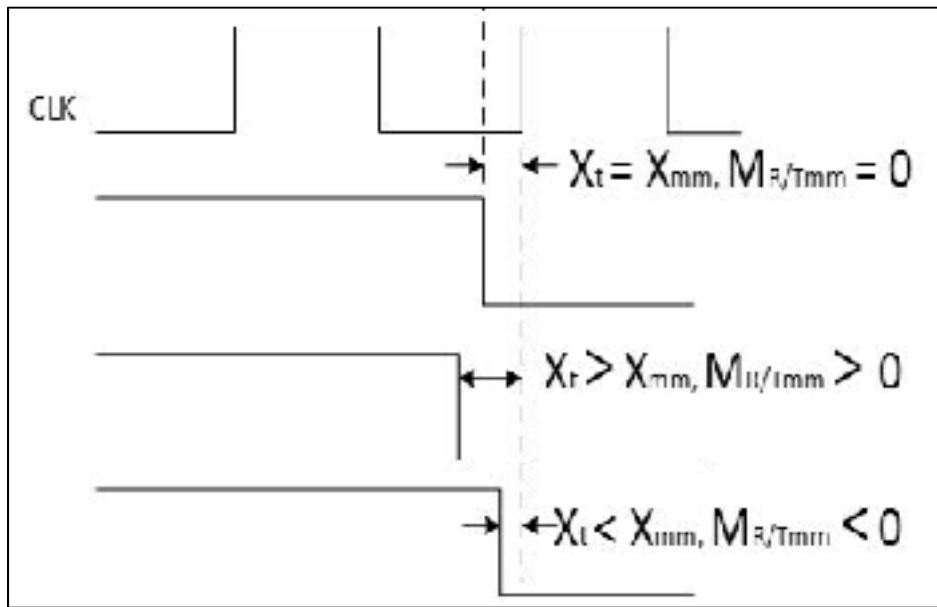 CLK
Xt = Xmm, MR/Tmm = 0
Xt > Xmm, MR/Tmm > 0
Xt < Xmm, MR/Tmm < 0